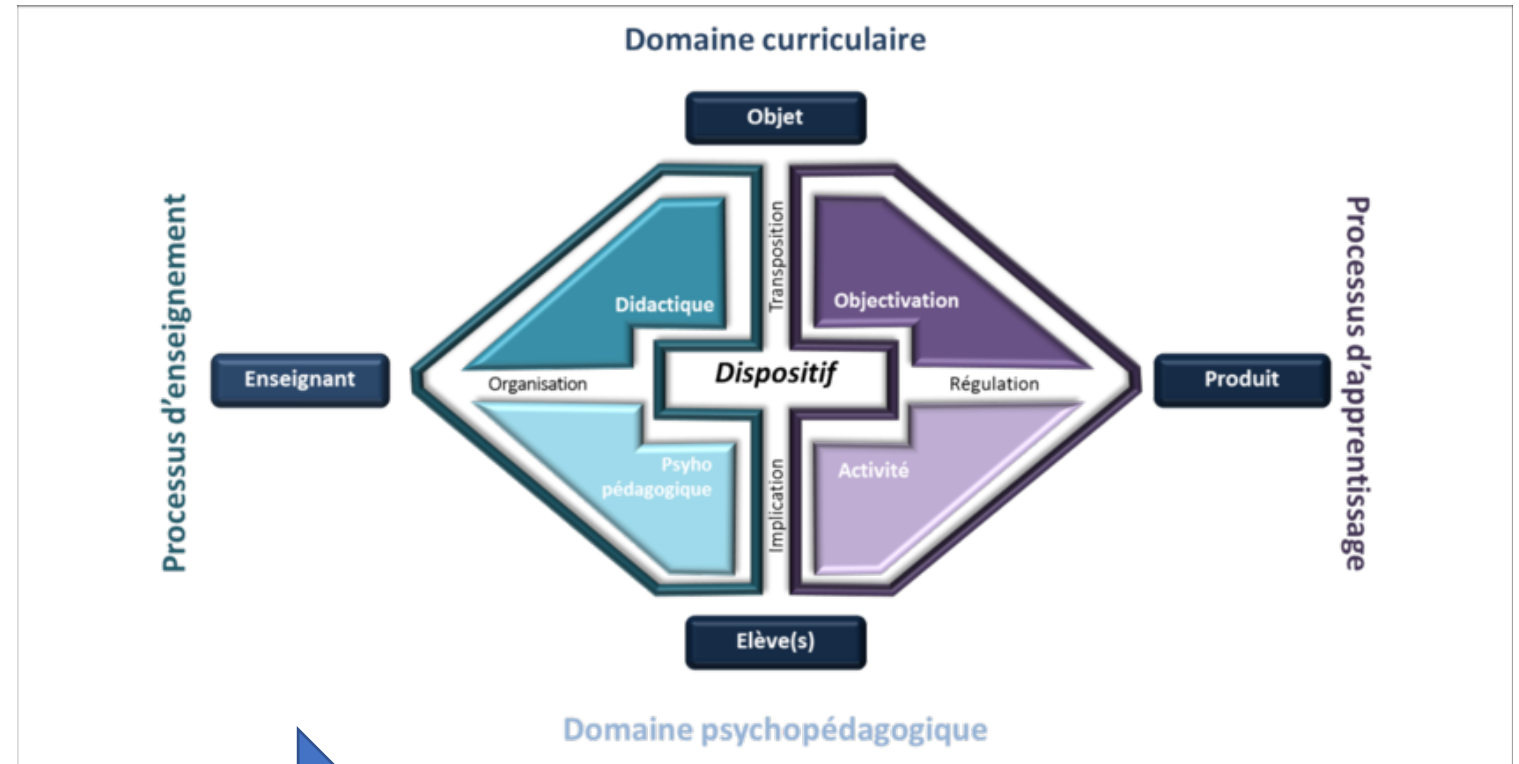 Domaine curriculaire
Objet
Processus d'enseignement
Processus d'apprentissage
Transposition
Didactique
Objectivation
Enseignant
Organisation
Dispositif
Régulation
Produit
Psyho
pédagogique
Activité
Implication
Elève(s)
Domaine psychopédagogique